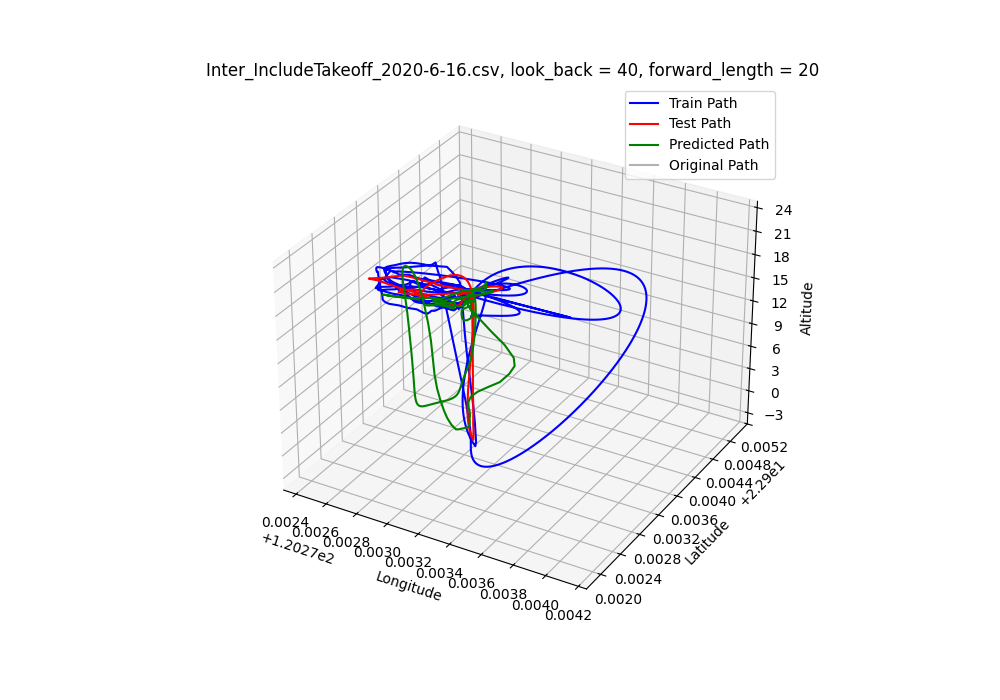 Inter_IncludeTakeoff_2020-6-16.csv, look_back = 40, forward_length = 20
Train Path
Test Path
Predicted Path
Original Path
24
21
18
15
12
9
6
3
0
−3
Altitude
0.0052
0.0048
0.0044
0.0040
0.0036
0.0032
0.0028
0.0024
0.0020
+2.29e1
Latitude
0.0024
0.0026
0.0028
0.0030
0.0032
0.0034
0.0036
0.0038
0.0040
0.0042
+1.2027e2
Longitude